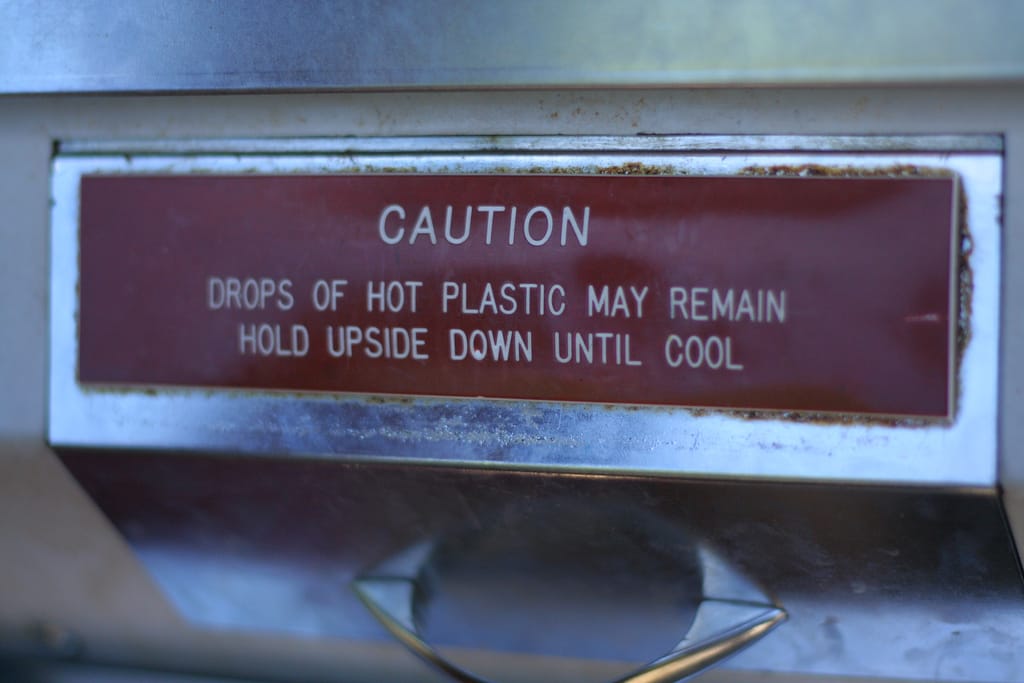 CAUTION
DROPS OF HOT PLASTIC MAY REMAIN
HOLD UPSIDE DOWN UNTIL COOL